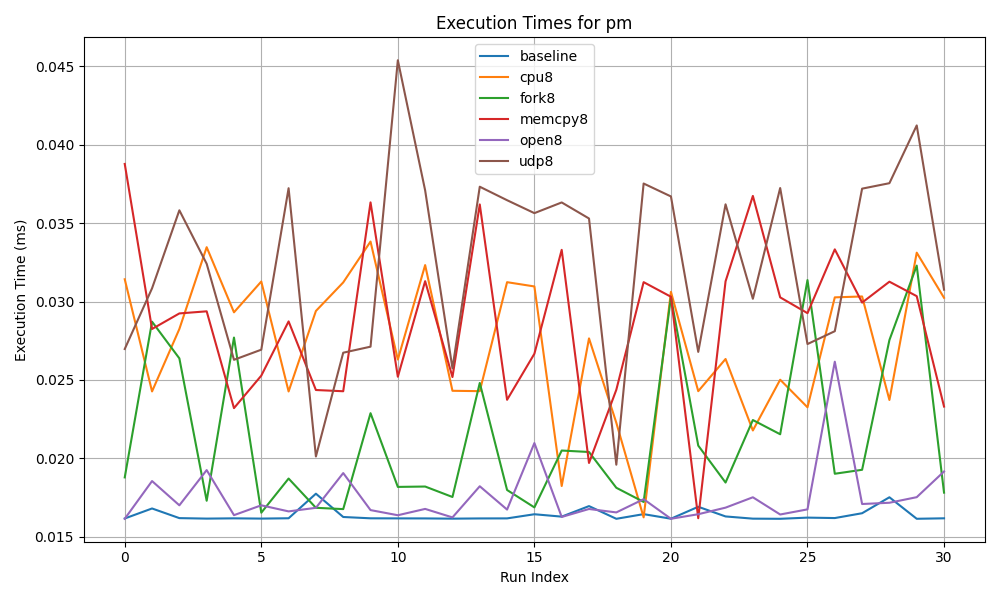 Execution Times for pm
baseline
cpu8
fork8
memcpy8
open8
udp8
0.045
0.040
0.035
0.030
0.025
0.020
0.015
Execution Time (ms)
0
5
10
15
20
25
30
Run Index